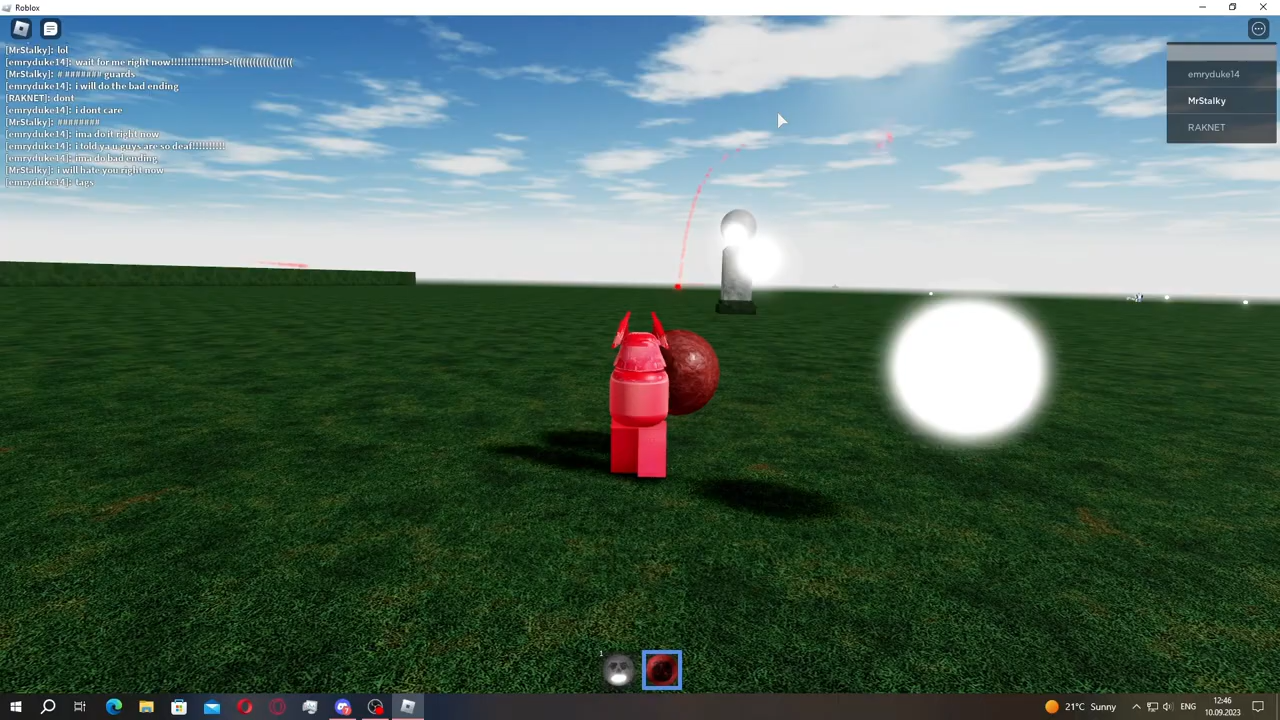 Roblox
[MrStalky]: lol
[emryduke14]: wait for me right now!!!!!!!!!!!!!!!!>:((((((((((((((((((
[MrStalky]: # ####### guards
[emryduke14]: i will do the bad ending
[RAKNET]: dont
[emryduke14]: i dont care
[MrStalky]: ########
[emryduke14]: ima do it right now
[emryduke14]: i told ya u guys are so deaf!!!!!!!!!!
[emryduke14]: ima do bad ending
[MrStalky]: i will hate you right now
[emryduke14]: tags
emryduke14
MrStalky
RAKNET
1
21°C Sunny
ENG
12:46
10.09.2023